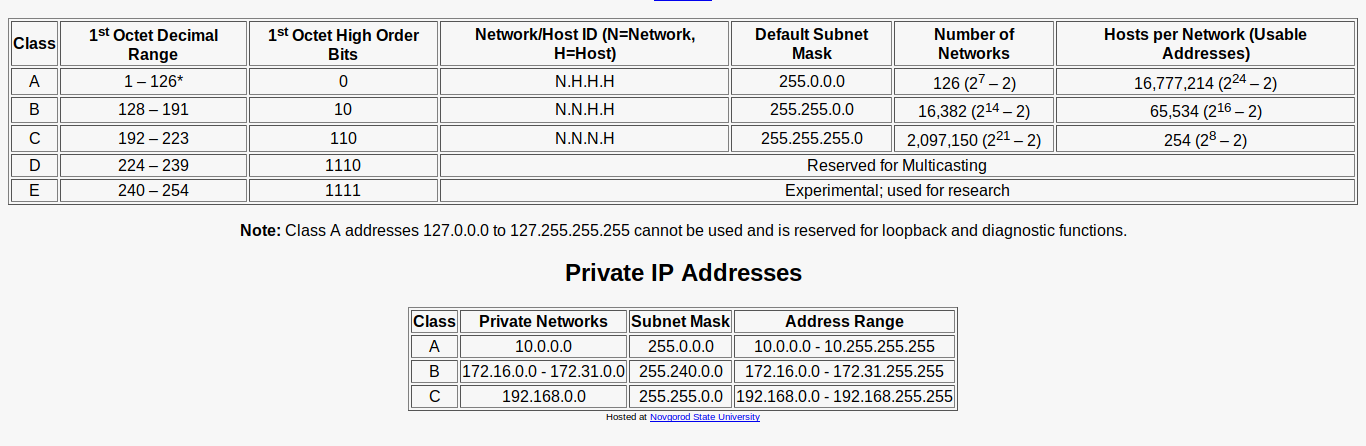 Class 1st Octet Decimal Range 1st Octet High Order Bits Network/Host ID (N=Network, H=Host) Default Subnet Mask Number of Networks Hosts per Network (Usable Addresses)
A 1 – 126* 0 N.H.H.H 255.0.0.0 126 (2^7 – 2) 16,777,214 (2^24 – 2)
B 128 – 191 10 N.N.H.H 255.255.0.0 16,382 (2^14 – 2) 65,534 (2^16 – 2)
C 192 – 223 110 N.N.N.H 255.255.255.0 2,097,150 (2^21 – 2) 254 (2^8 – 2)
D 224 – 239 1110 Reserved for Multicasting
E 240 – 254 1111 Experimental; used for research
Note: Class A addresses 127.0.0.0 to 127.255.255.255 cannot be used and is reserved for loopback and diagnostic functions.
Private IP Addresses
Class Private Networks Subnet Mask Address Range
A 10.0.0.0 255.0.0.0 10.0.0.0 - 10.255.255.255
B 172.16.0.0 - 172.31.0.0 255.240.0.0 172.16.0.0 - 172.31.255.255
C 192.168.0.0 255.255.0.0 192.168.0.0 - 192.168.255.255
Hosted at Novgorod State University